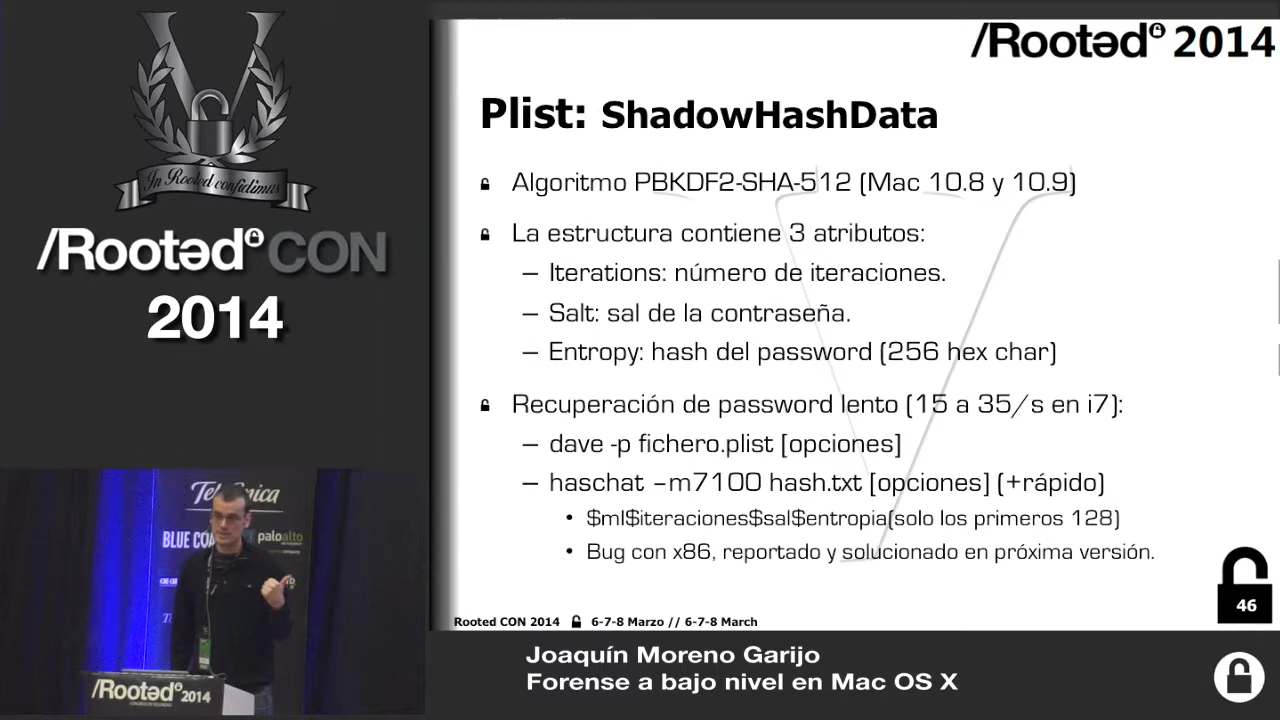 In Rooted confidimus
/Rootəd CON
2014
/Rootəd 2014
Plist: ShadowHashData
Algoritmo PBKDF2-SHA-512 (Mac 10.8 y 10.9)
La estructura contiene 3 atributos:
– Iterations: número de iteraciones.
– Salt: sal de la contraseña.
– Entropy: hash del password (256 hex char)
Recuperación de password lento (15 a 35/s en i7):
– dave -p fichero.plist [opciones]
– haschat –m7100 hash.txt [opciones] (+rápido)
• $ml$iteraciones$sal$entropia(solo los primeros 128)
• Bug con x86, reportado y solucionado en próxima versión.
46
Rooted CON 2014 6-7-8 Marzo // 6-7-8 March
Telefónica
BLUE CO
paloalto
/Rootəd 2014
Joaquín Moreno Garijo
Forense a bajo nivel en Mac OS X